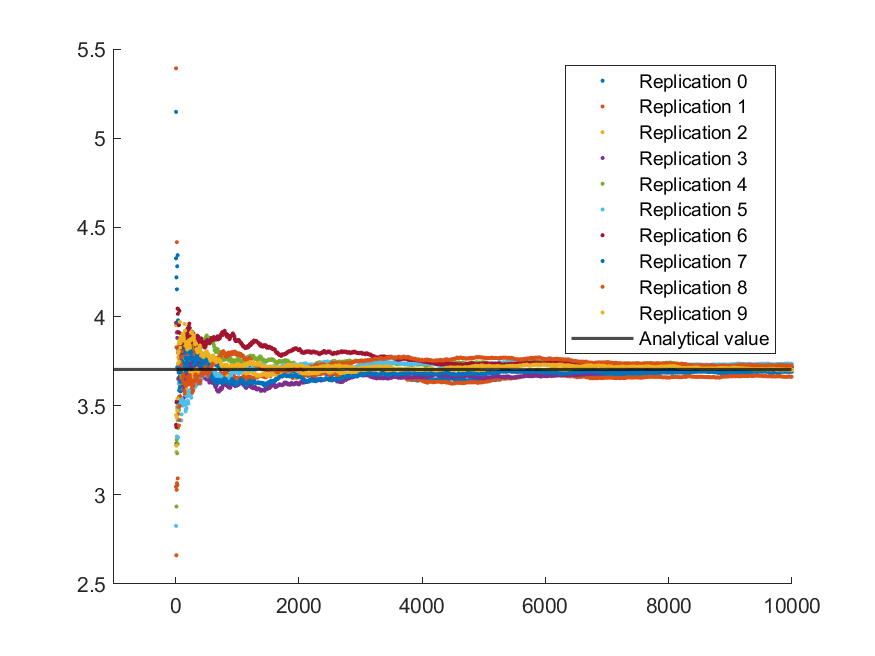 5.5
5
4.5
4
3.5
3
2.5
0
2000
4000
6000
8000
10000
Replication 0
Replication 1
Replication 2
Replication 3
Replication 4
Replication 5
Replication 6
Replication 7
Replication 8
Replication 9
Analytical value